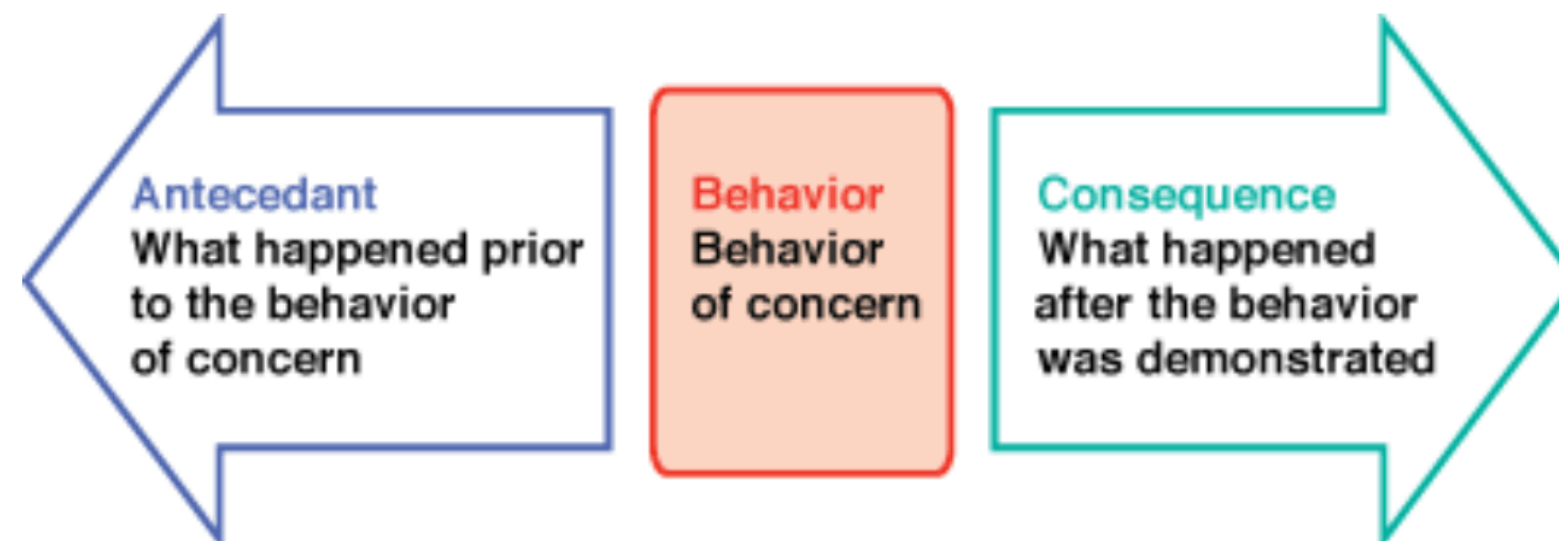 Antecedant
What happened prior
to the behavior
of concern
Behavior
Behavior
of concern
Consequence
What happened
after the behavior
was demonstrated